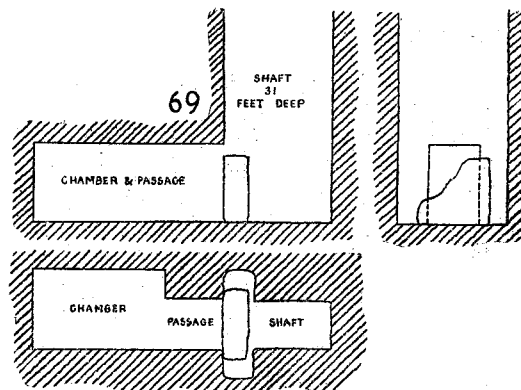 SHAFT
31
FEET DEEP
69
CHAMBER & PASSAGE
CHAMBER
PASSAGE
SHAFT